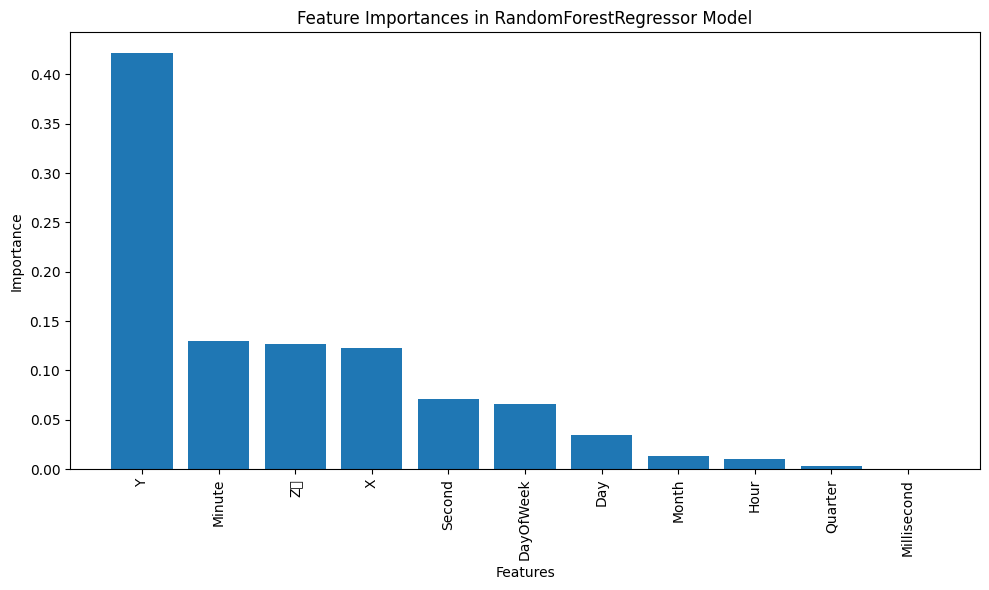 Feature Importances in RandomForestRegressor Model
Importance
0.40
0.35
0.30
0.25
0.20
0.15
0.10
0.05
0.00
Y
Minute
Z
X
Second
DayOfWeek
Day
Month
Hour
Quarter
Millisecond
Features